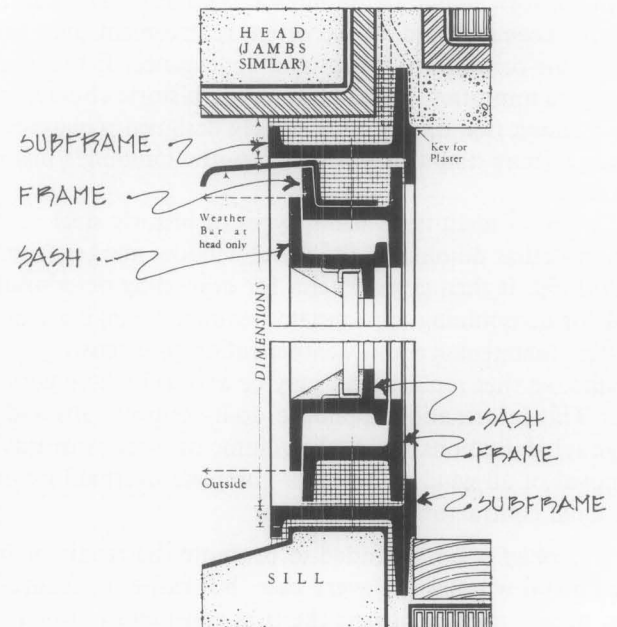 HEAD
(JAMBS
SIMILAR)
SUBFRAME
Key for
Plaster
FRAME
Weather
Bar at
head only
SASH
DIMENSIONS
SASH
FRAME
Outside
SUBFRAME
SILL